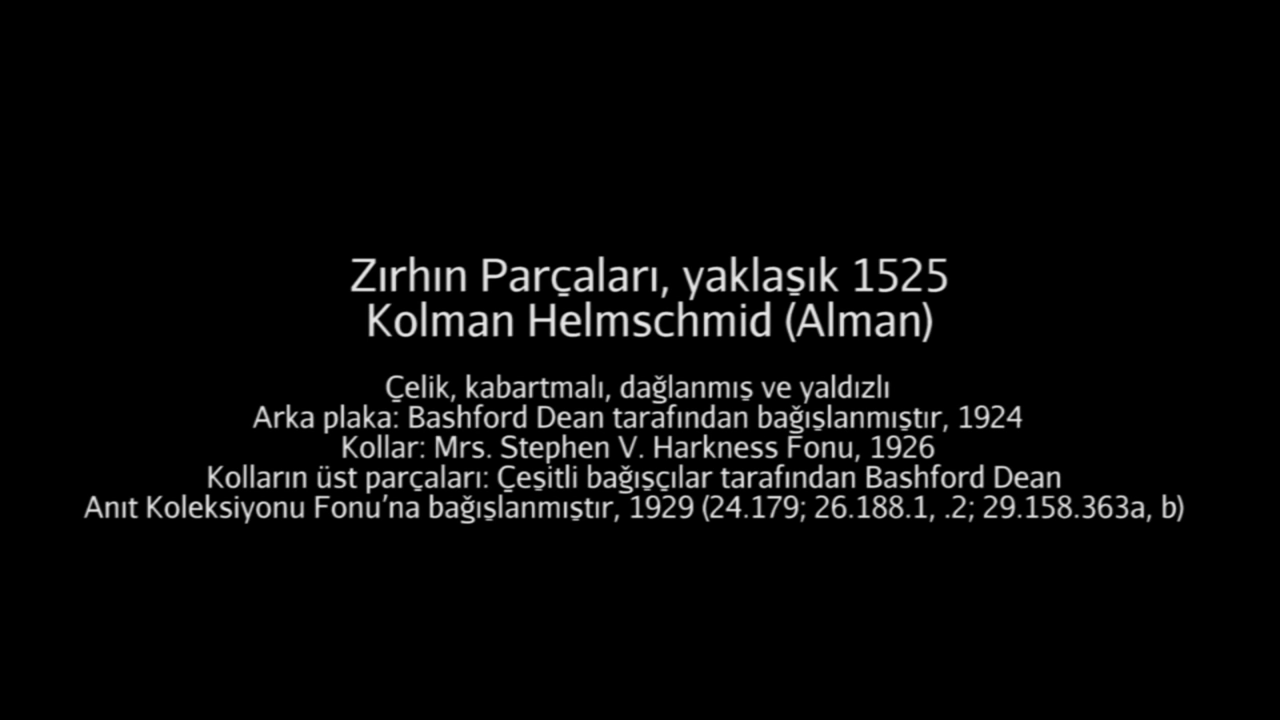 Zırhın Parçaları, yaklaşık 1525
Kolman Helmschmid (Alman)
Çelik, kabartmalı, dağlanmış ve yaldızlı
Arka plaka: Bashford Dean tarafından bağışlanmıştır, 1924
Kollar: Mrs. Stephen V. Harkness Fonu, 1926
Kolların üst parçaları: Çeşitli bağışçılar tarafından Bashford Dean
Anıt Koleksiyonu Fonu’na bağışlanmıştır, 1929 (24.179; 26.188.1, .2; 29.158.363a, b)